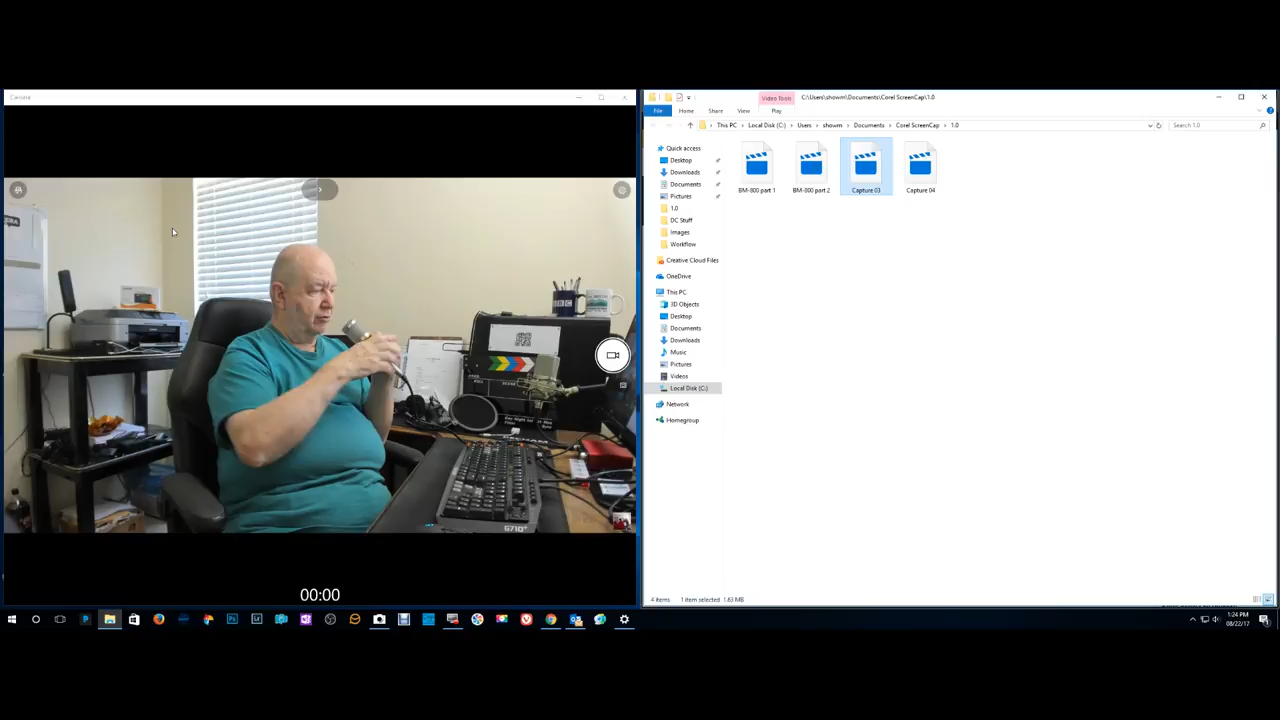 Camera
00:00
G710+
Video Tools
C:\Users\showm\Documents\Corel ScreenCap\1.0
File
Home
Share
View
Play
This PC
Local Disk (C:)
Users
showm
Documents
Corel ScreenCap
1.0
Search 1.0
Quick access
Desktop
Downloads
Documents
Pictures
1.0
DC Stuff
Images
Workflow
Creative Cloud Files
OneDrive
This PC
3D Objects
Desktop
Documents
Downloads
Music
Pictures
Videos
Local Disk (C:)
Network
Homegroup
BM-800 part 1
BM-800 part 2
Capture 03
Capture 04
4 items
1 item selected 1.63 MB
1:24 PM
08/22/17